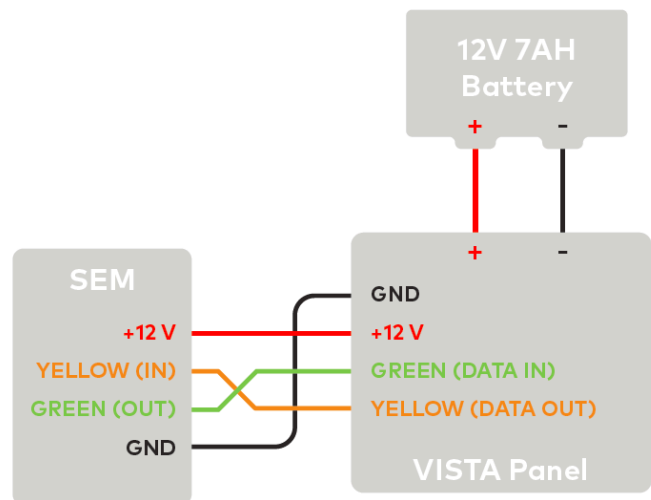 12V 7AH
Battery
+ -
+ -
SEM
+12 V
YELLOW (IN)
GREEN (OUT)
GND
GND
+12 V
GREEN (DATA IN)
YELLOW (DATA OUT)
VISTA Panel